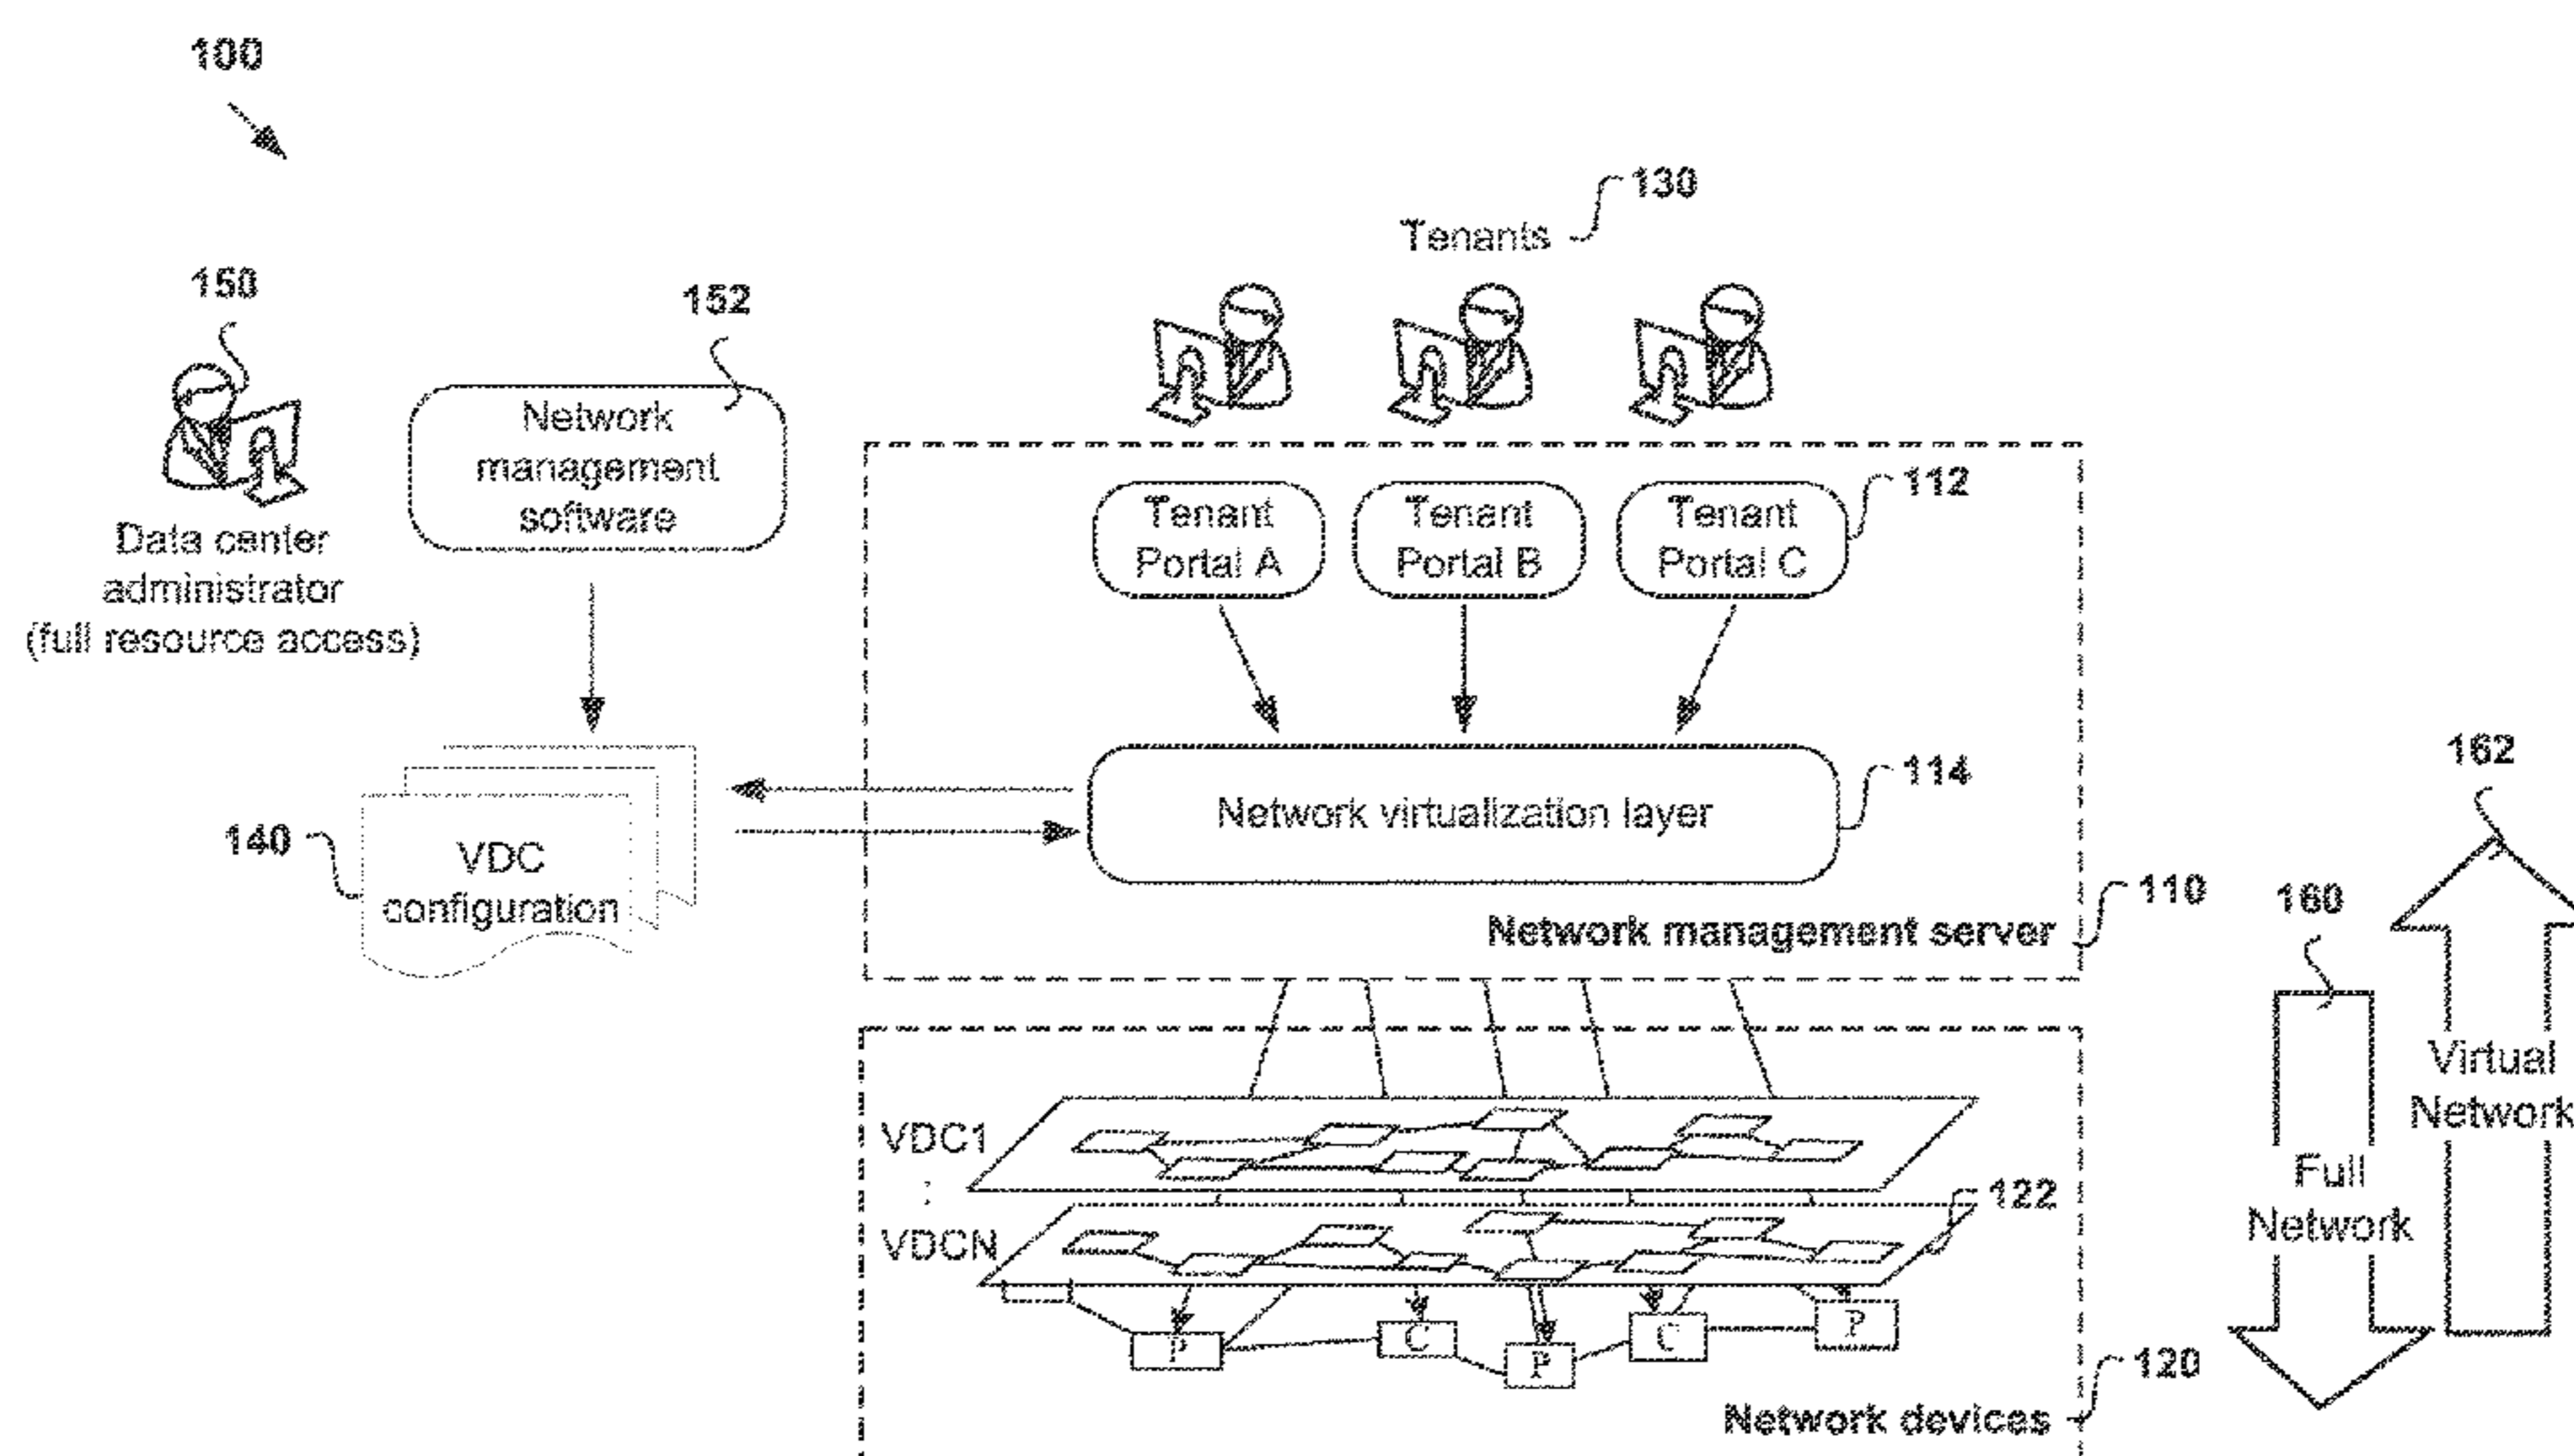 100
130
Tenants
150
152
Network
management
software
Data center
administrator
(full resource access)
112
Tenant
Portal A
Tenant
Portal B
Tenant
Portal C
114
Network virtualization layer
140
VDC
configuration
110
Network management server
162
160
Virtual
Network
Full
Network
VDC1
:
VDCN
122
P
C
P
C
P
120
Network devices